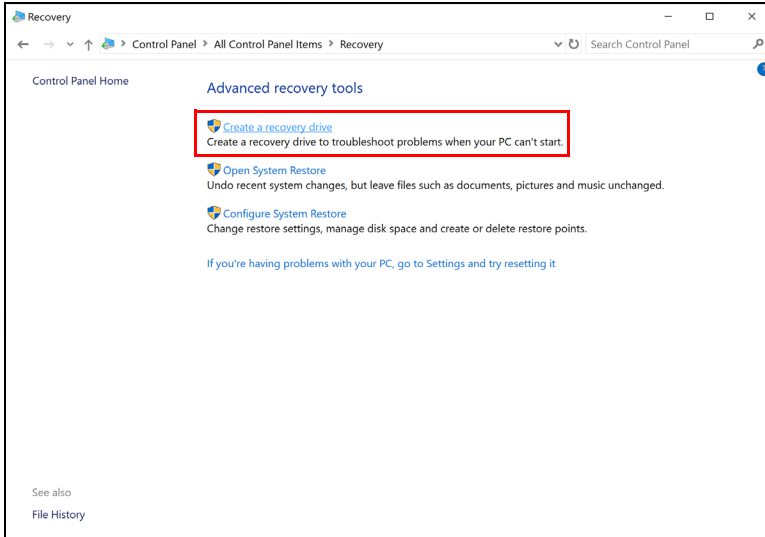 Recovery
Control Panel > All Control Panel Items > Recovery
Search Control Panel
Control Panel Home
Advanced recovery tools
Create a recovery drive
Create a recovery drive to troubleshoot problems when your PC can't start.
Open System Restore
Undo recent system changes, but leave files such as documents, pictures and music unchanged.
Configure System Restore
Change restore settings, manage disk space and create or delete restore points.
If you're having problems with your PC, go to Settings and try resetting it
See also
File History